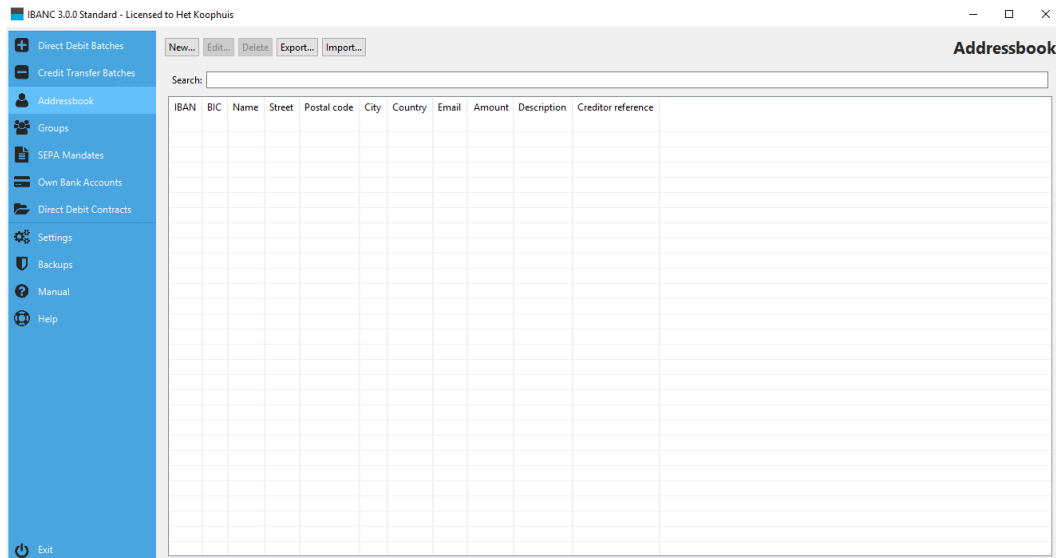 IBANC 3.0.0 Standard - Licensed to Het Koophuis
Direct Debit Batches
Credit Transfer Batches
Addressbook
Groups
SEPA Mandates
Own Bank Accounts
Direct Debit Contracts
Settings
Backups
Manual
Help
Exit
New... Edit... Delete Export... Import... Addressbook
Search:
IBAN BIC Name Street Postal code City Country Email Amount Description Creditor reference